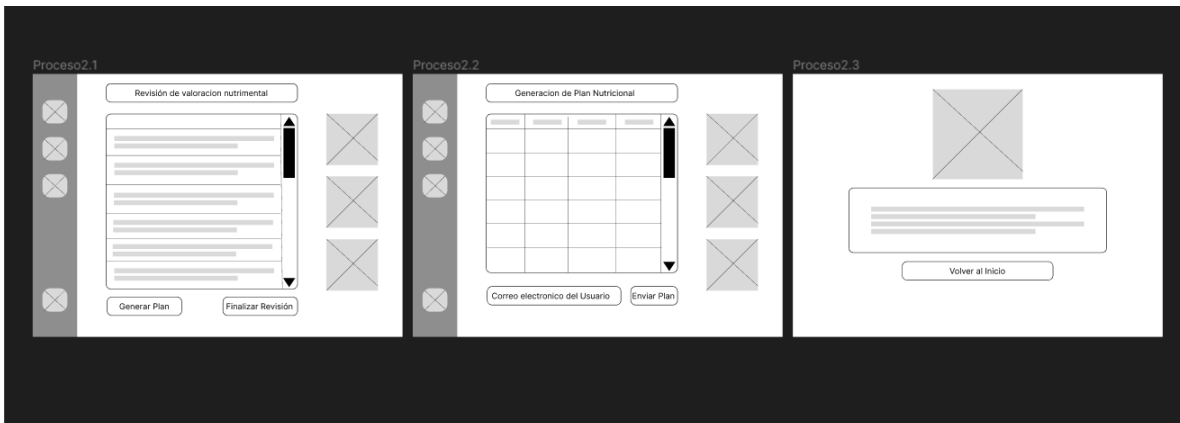 Proceso2.1
Revisión de valoracion nutrimental
Generar Plan
Finalizar Revisión
Proceso2.2
Generacion de Plan Nutricional
Correo electronico del Usuario
Enviar Plan
Proceso2.3
Volver al Inicio